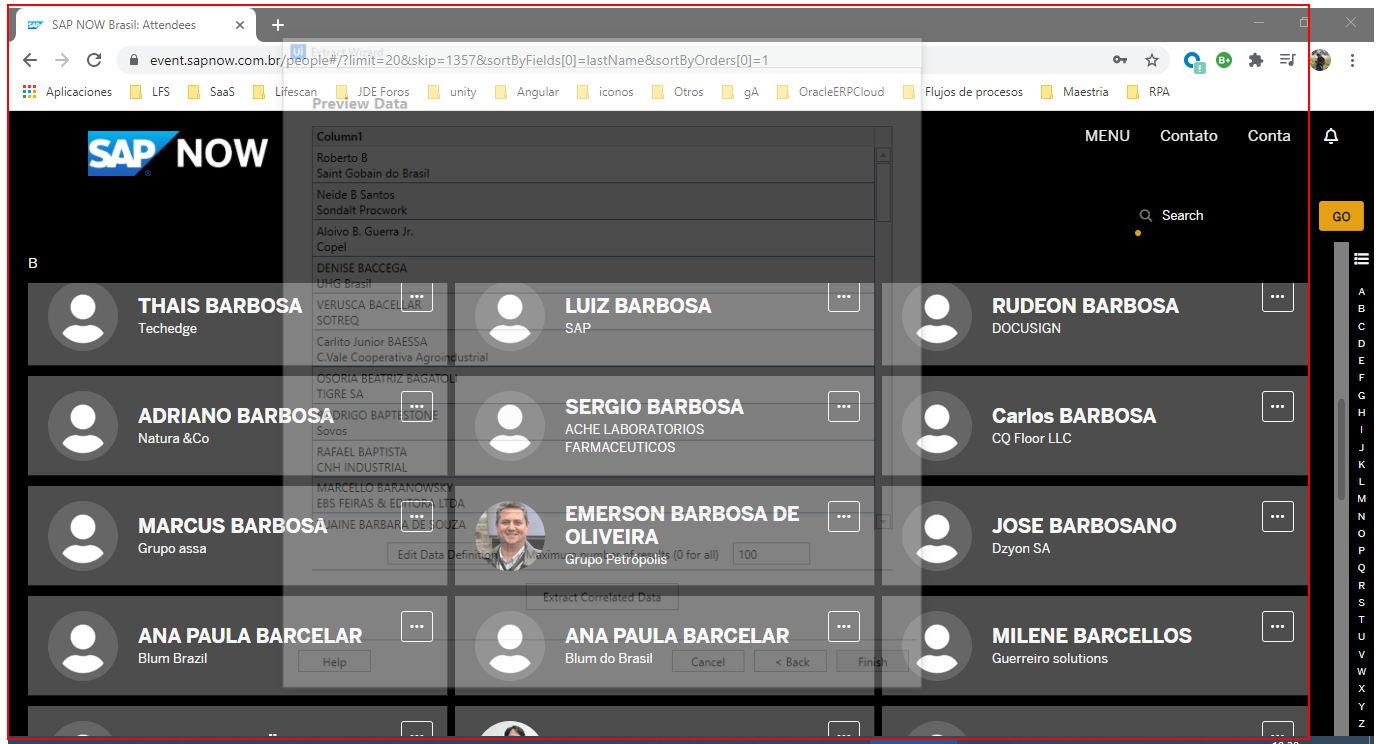 SAP NOW Brasil: Attendees
Ui Extract Wizard
event.sapnow.com.br/people#/?limit=20&skip=1357&sortByFields[0]=lastName&sortByOrders[0]=1
Aplicaciones LFS SaaS Lifescan JDE Foros unity Angular iconos Otros gA OracleERPCloud Flujos de procesos Maestria RPA
Preview Data
SAP NOW
MENU Contato Conta
Search
GO
B
Column1
Roberto B
Saint Gobain do Brasil
Neide B Santos
Sondalt Procwork
Aloivo B. Guerra Jr.
Copel
DENISE BACCEGA
UHG Brasil
VERUSCA BACELLAR
SOTREQ
Carlito Junior BAESSA
C.Vale Cooperativa Agroindustrial
OSORIA BEATRIZ BAGATOLI
TIGRE SA
RODRIGO BAPTESTONE
Sovos
RAFAEL BAPTISTA
CNH INDUSTRIAL
MARCELLO BARANOWSKY
EBS FEIRAS & EDITORA LTDA
BARBARA DE SOUZA
Edit Data Definition
Maximum number of results (0 for all) 100
Extract Correlated Data
Help
Cancel
< Back
Finish
THAIS BARBOSA
Techedge
LUIZ BARBOSA
SAP
RUDEON BARBOSA
DOCUSIGN
ADRIANO BARBOSA
Natura &Co
SERGIO BARBOSA
ACHE LABORATORIOS
FARMACEUTICOS
Carlos BARBOSA
CQ Floor LLC
MARCUS BARBOSA
Grupo assa
EMERSON BARBOSA DE
OLIVEIRA
Grupo Petrópolis
JOSE BARBOSANO
Dzyon SA
ANA PAULA BARCELAR
Blum Brazil
ANA PAULA BARCELAR
Blum do Brasil
MILENE BARCELLOS
Guerreiro solutions
A
B
C
D
E
F
G
H
I
J
K
L
M
N
O
P
Q
R
S
T
U
V
W
X
Y
Z